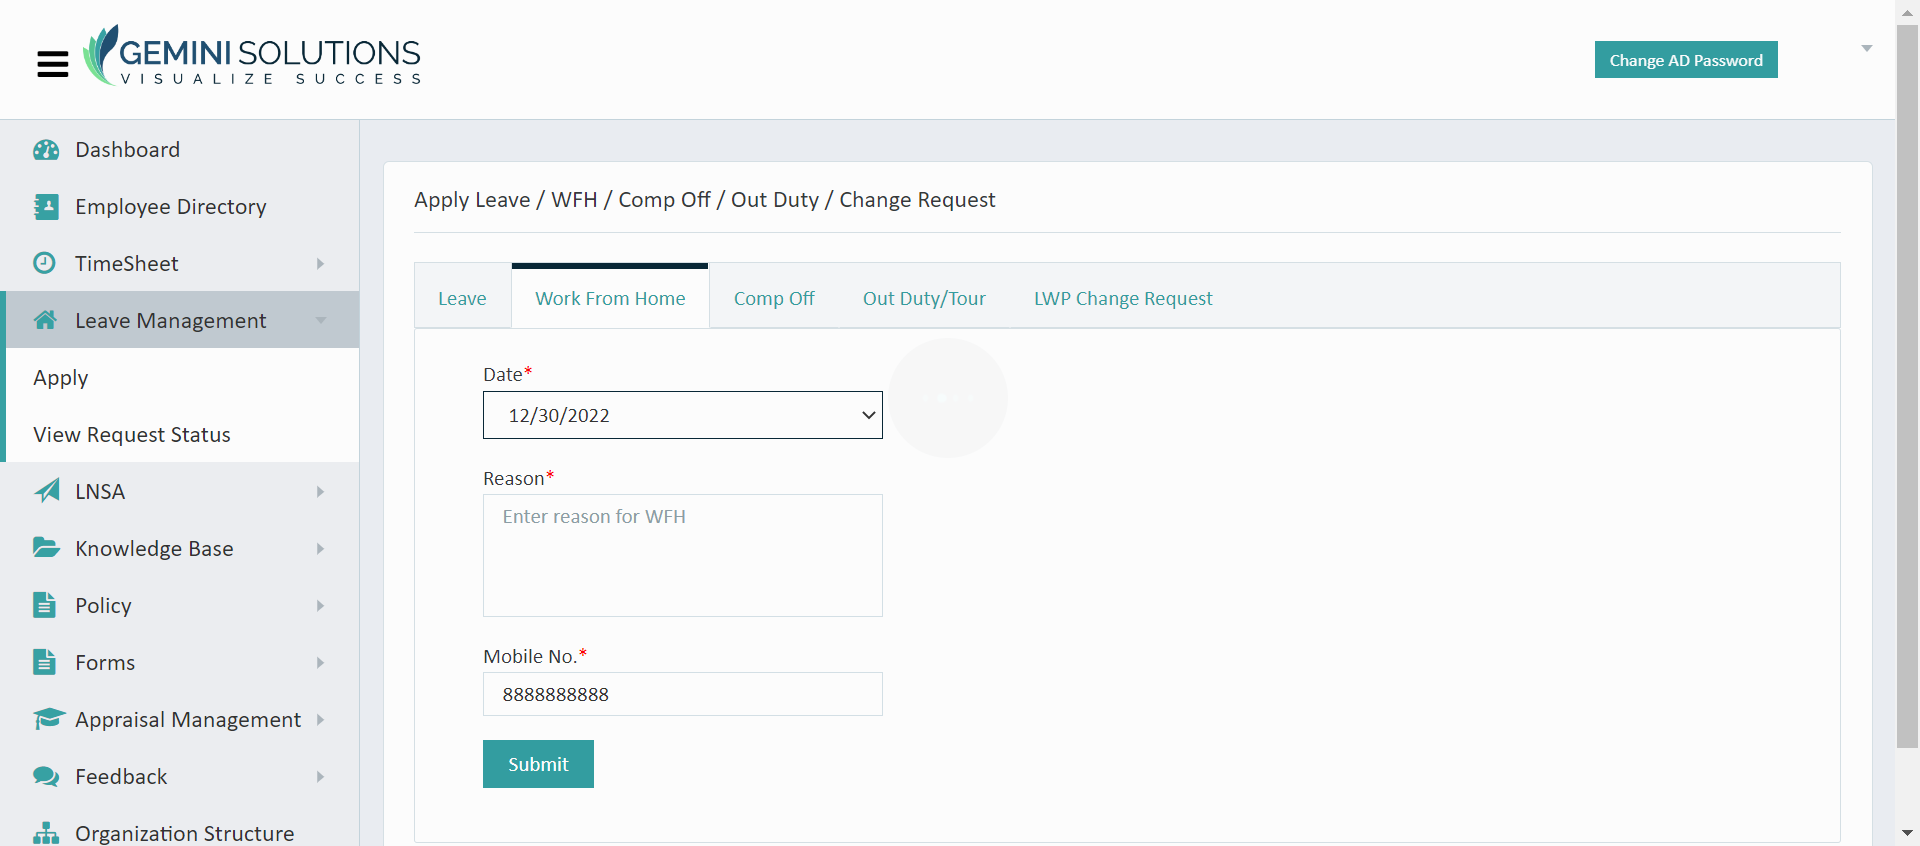 GEMINI SOLUTIONS
VISUALIZE SUCCESS
Change AD Password
Dashboard
Employee Directory
TimeSheet
Leave Management
Apply
View Request Status
LNSA
Knowledge Base
Policy
Forms
Appraisal Management
Feedback
Organization Structure
Apply Leave / WFH / Comp Off / Out Duty / Change Request
Leave Work From Home Comp Off Out Duty/Tour LWP Change Request
Date*
12/30/2022
Reason*
Enter reason for WFH
Mobile No.*
8888888888
Submit